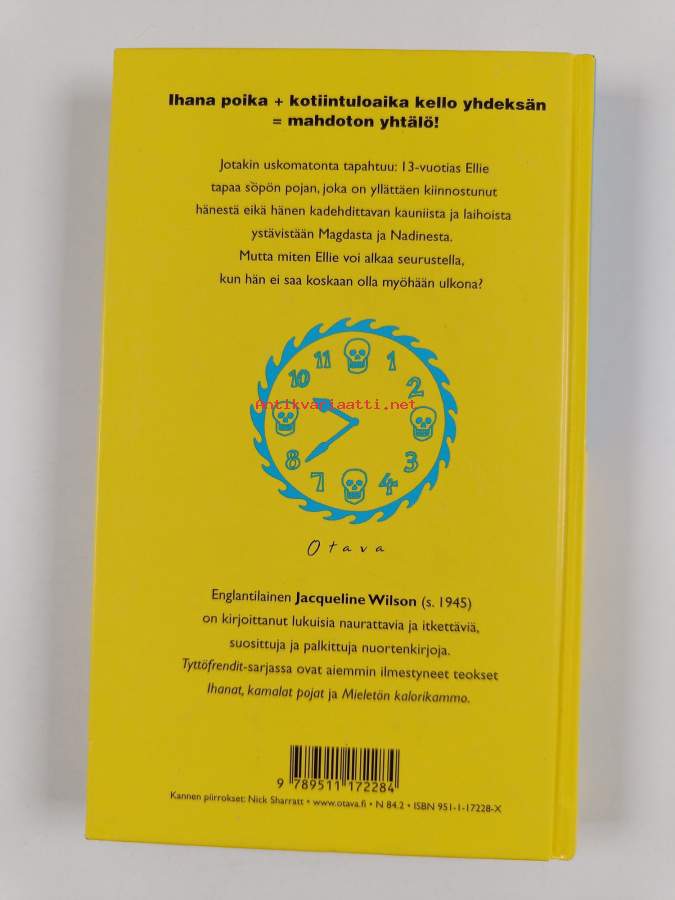 Ihana poika + kotiintuloaika kello yhdeksän
= mahdoton yhtälö!
Jotakin uskomatonta tapahtuu: 13-vuotias Ellie
tapaa söpön pojan, joka on yllättäen kiinnostunut
hänestä eikä hänen kadehdittavan kauniista ja laihoista
ystävistään Magdasta ja Nadinesta.
Mutta miten Ellie voi alkaa seurustella,
kun hän ei saa koskaan olla myöhään ulkona?
11 1
10 2
Antikvariaatti.net
8 3
7 4
Otava
Englantilainen Jacqueline Wilson (s. 1945)
on kirjoittanut lukuisia naurattavia ja itkettäviä,
suosittuja ja palkittuja nuortenkirjoja.
Tyttöfrendit-sarjassa ovat aiemmin ilmestyneet teokset
Ihanat, kamalat pojat ja Mieletön kalorikammo.
9 789511 172284
Kannen piirrokset: Nick Sharratt • www.otava.fi • N 84.2 • ISBN 951-1-17228-X